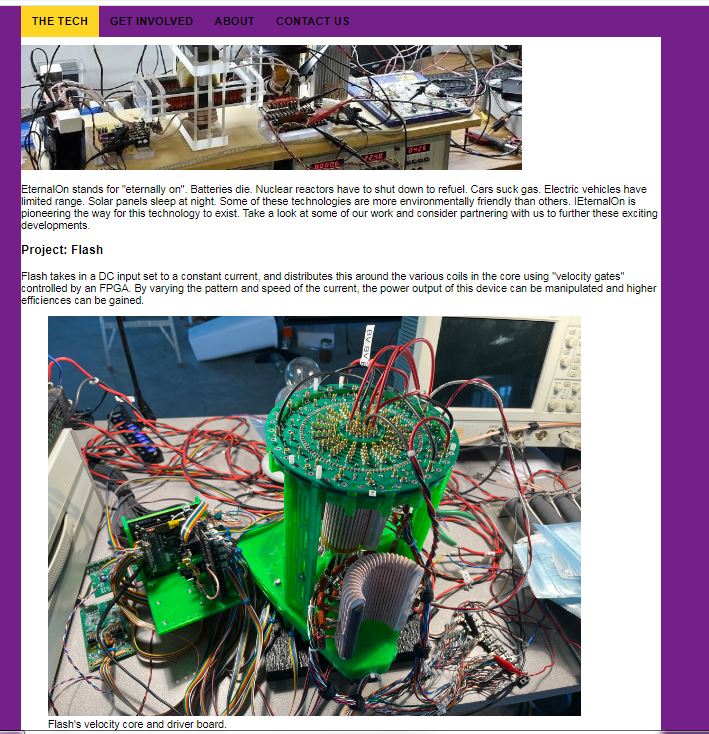 THE TECH GET INVOLVED ABOUT CONTACT US
EternalOn stands for "eternally on". Batteries die. Nuclear reactors have to shut down to refuel. Cars suck gas. Electric vehicles have
limited range. Solar panels sleep at night. Some of these technologies are more environmentally friendly than others. IEternalOn is
pioneering the way for this technology to exist. Take a look at some of our work and consider partnering with us to further these exciting
developments.
Project: Flash
Flash takes in a DC input set to a constant current, and distributes this around the various coils in the core using "velocity gates"
controlled by an FPGA. By varying the pattern and speed of the current, the power output of this device can be manipulated and higher
efficiencies can be gained.
Flash's velocity core and driver board.